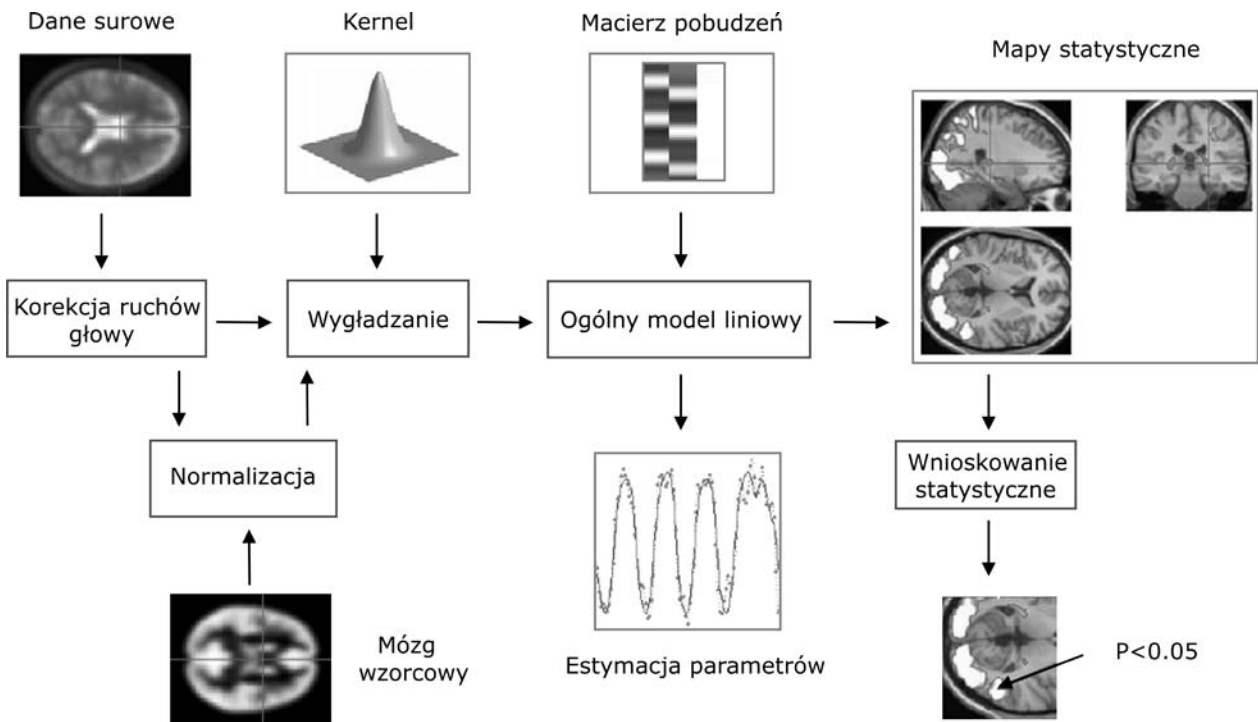 Dane surowe
Kernel
Macierz pobudzeń
Mapy statystyczne
Korekcja ruchów
głowy
Wygładzanie
Ogólny model liniowy
Normalizacja
Wnioskowanie
statystyczne
Mózg
wzorcowy
Estymacja parametrów
P<0.05